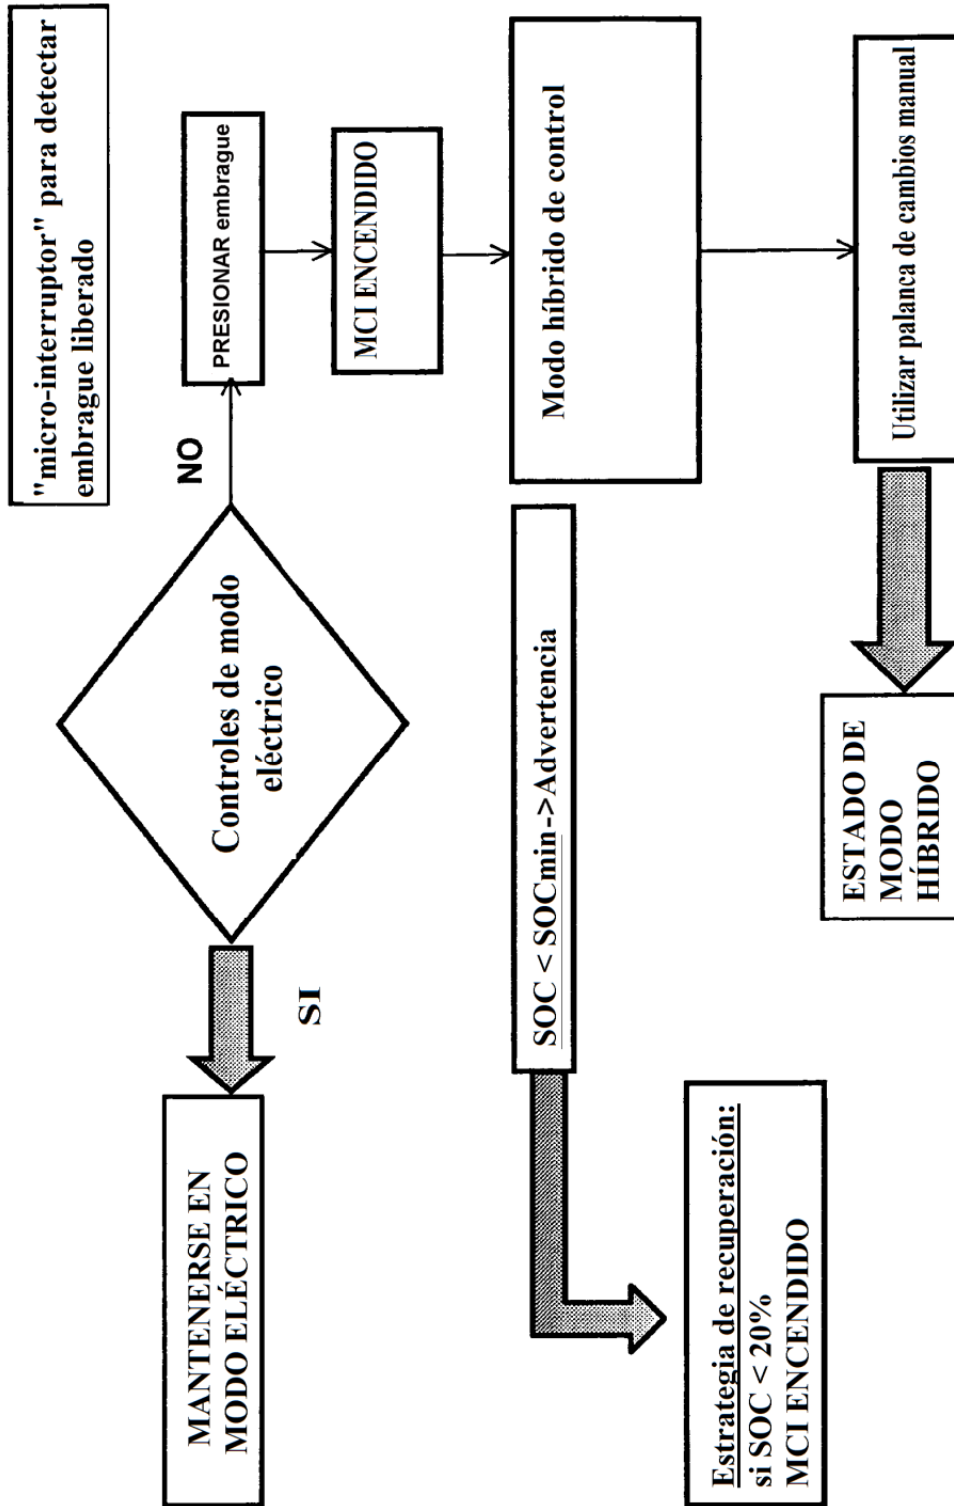 "micro-interruptor" para detectar
embrague liberado
PRESIONAR embrague
NO
MCI ENCENDIDO
Controles de modo
eléctrico
SI
MANTENERSE EN
MODO ELÉCTRICO
Modo híbrido de control
SOC < SOCmin->Advertencia
Estrategia de recuperación:
si SOC < 20%
MCI ENCENDIDO
Utilizar palanca de cambios manual
ESTADO DE
MODO
HÍBRIDO